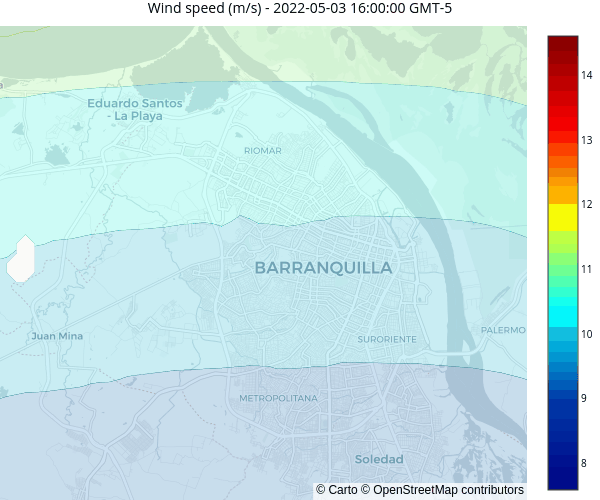 Wind speed (m/s) - 2022-05-03 16:00:00 GMT-5
14
13
12
11
10
9
8
a
Eduardo Santos
- La Playa
RIOMAR
BARRANQUILLA
Juan Mina
SURORIENTE
PALERMO
METROPOLITANA
Soledad
© Carto © OpenStreetMap contributors